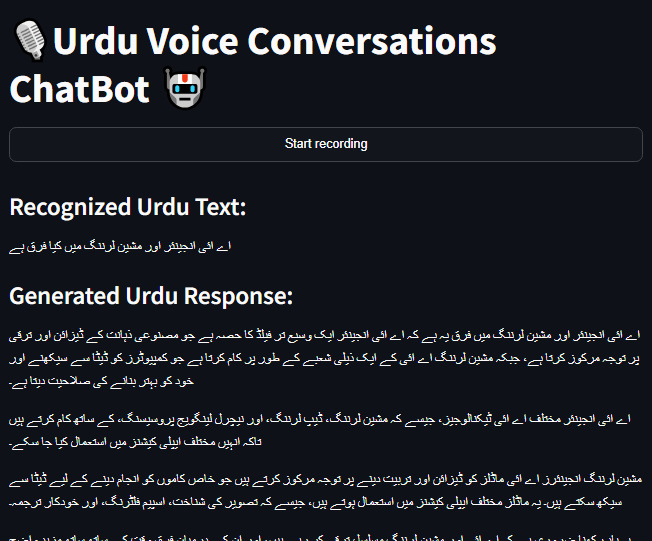 🎙️Urdu Voice Conversations
ChatBot 🤖
Start recording
Recognized Urdu Text:
اے ائی انجینئر اور مشین لرننگ میں کیا فرق ہے
Generated Urdu Response:
اے ائی انجینئر اور مشین لرننگ میں فرق یہ ہے کہ اے ائی انجینئر ایک وسیع تر فیلڈ کا حصہ ہے جو مصنوعی ذہانت کے ڈیزائن اور ترقی
پر توجہ مرکوز کرتا ہے، جبکہ مشین لرننگ اے ائی کے ایک ذیلی شعبے کے طور پر کام کرتا ہے جو کمپیوٹرز کو ڈیٹا سے سیکھنے اور
خود کو بہتر بنانے کی صلاحیت دیتا ہے۔
اے ائی انجینئر مختلف اے ائی ٹیکنالوجیز، جیسے کہ مشین لرننگ، ڈیپ لرننگ، اور نیچرل لینگویج پروسیسنگ، کے ساتھ کام کرتے ہیں
تاکہ انہیں مختلف ایپلی کیشنز میں استعمال کیا جا سکے۔
مشین لرننگ انجینئرز اے ائی ماڈلز کو ڈیزائن اور تربیت دینے پر توجہ مرکوز کرتے ہیں جو خاص کاموں کو انجام دینے کے لیے ڈیٹا سے
سیکھ سکتے ہیں۔ یہ ماڈلز مختلف ایپلی کیشنز میں استعمال ہوتے ہیں، جیسے کہ تصویر کی شناخت، اسپیم فلٹرنگ، اور خودکار ترجمہ۔